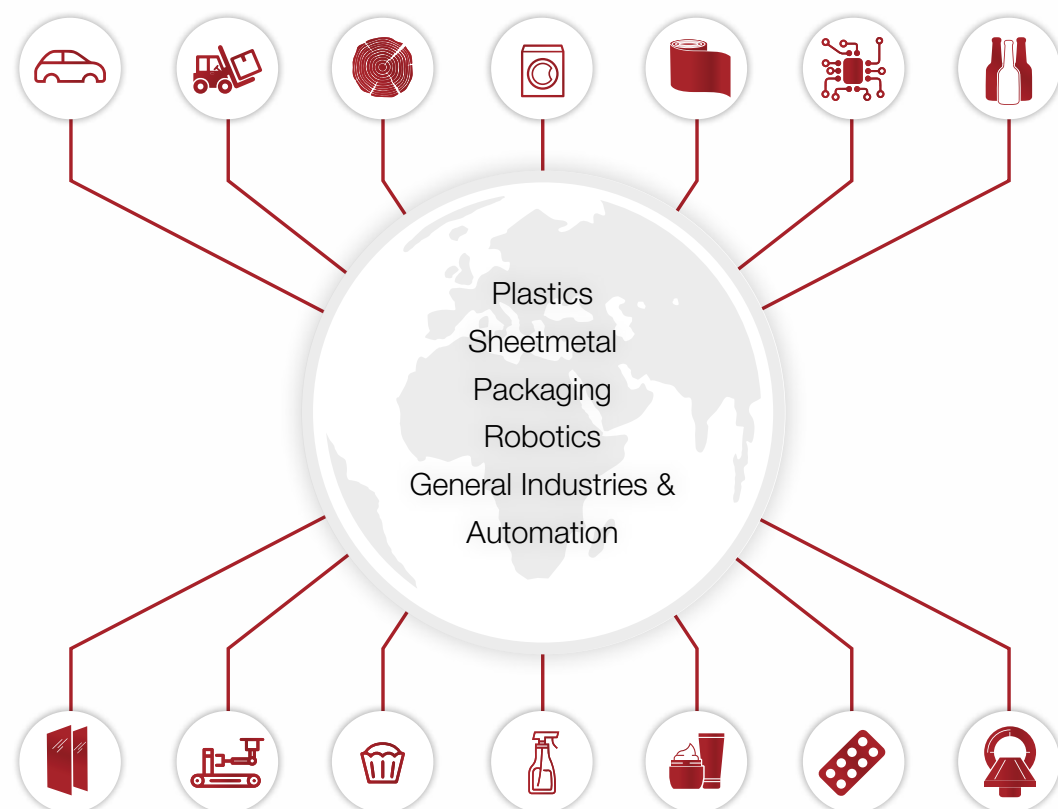 Plastics
Sheetmetal
Packaging
Robotics
General Industries &
Automation